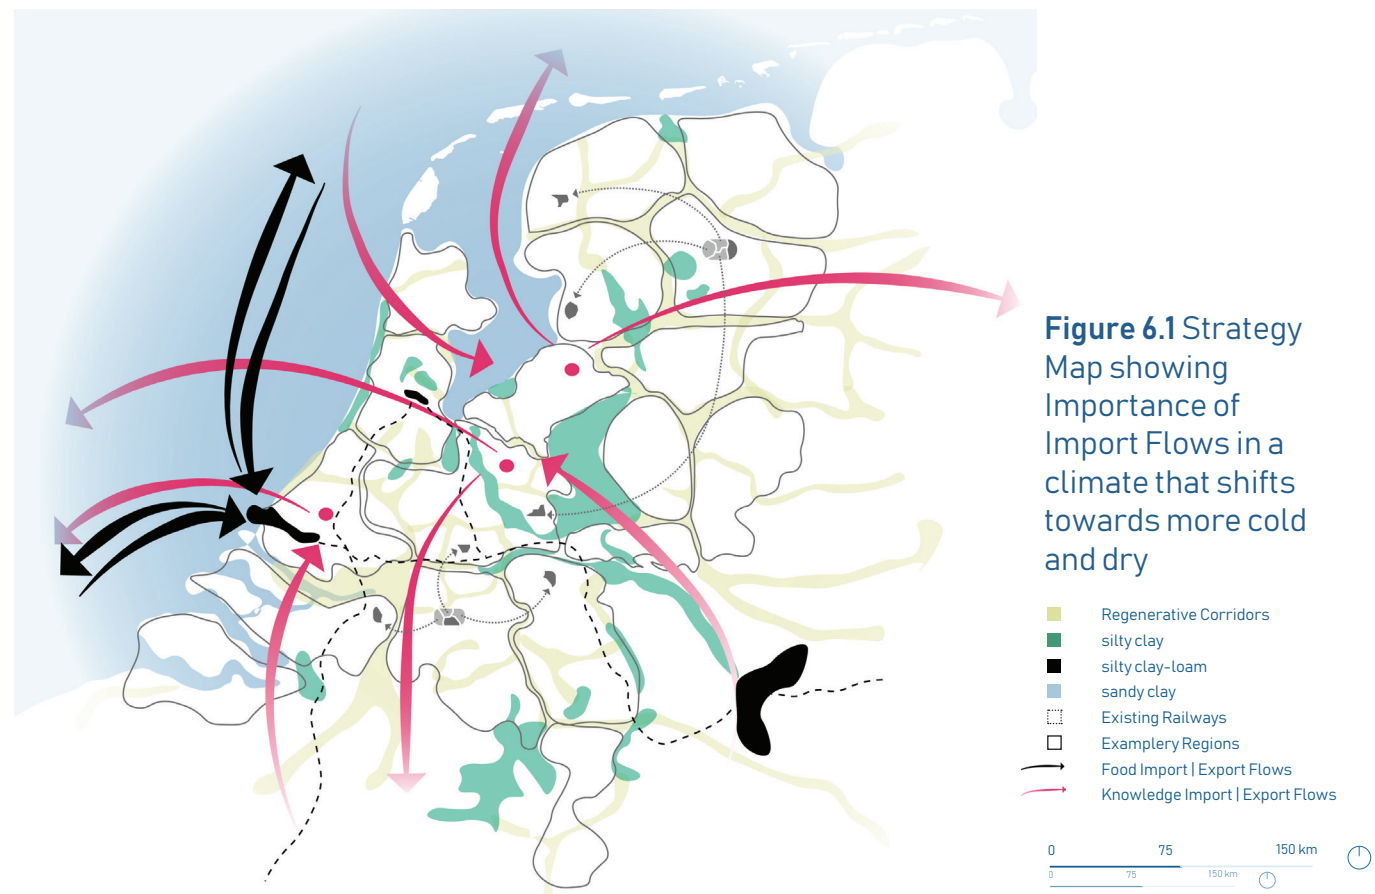 Figure 6.1 Strategy
Map showing
Importance of
Import Flows in a
climate that shifts
towards more cold
and dry
Regenerative Corridors
silty clay
silty clay-loam
sandy clay
Existing Railways
Examplery Regions
Food Import | Export Flows
Knowledge Import | Export Flows
0 75 150 km
0 75 150 km